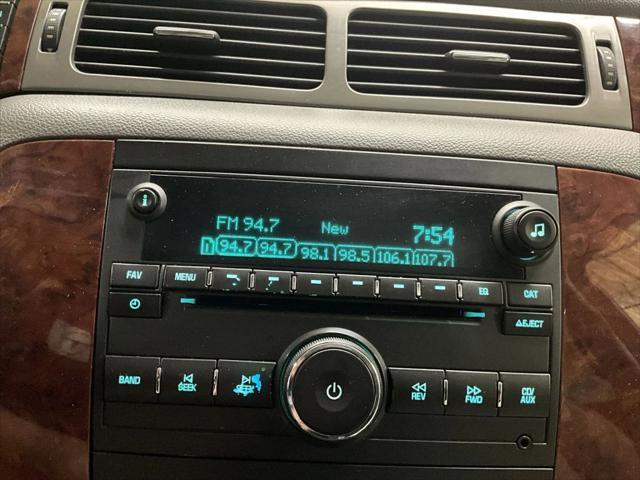 FM 94.7 New 7:54
94.7 94.7 98.1 98.5 106.1 107.7
FAV MENU EQ CAT
EJECT
BAND SEEK SEEK REV FWD CD/
AUX